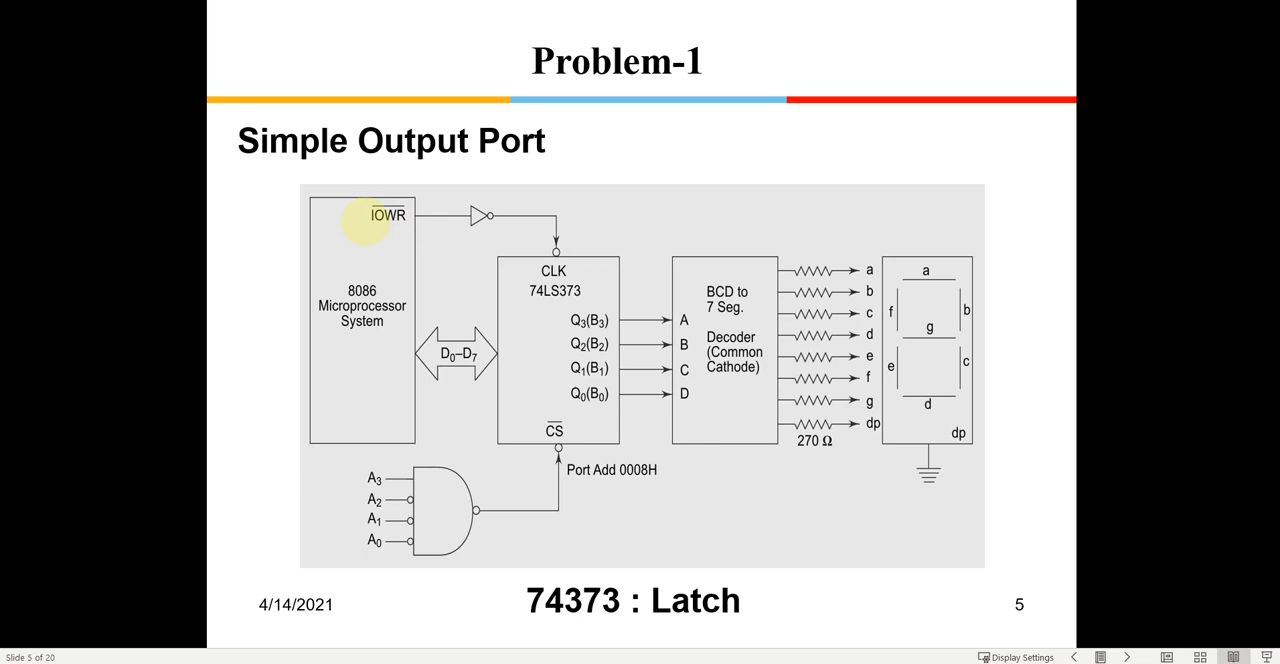 Problem-1
Simple Output Port
IOWR
8086
Microprocessor
System
D0–D7
CLK
74LS373
Q3(B3)
Q2(B2)
Q1(B1)
Q0(B0)
CS
Port Add 0008H
A3
A2
A1
A0
A
B
C
D
BCD to
7 Seg.
Decoder
(Common
Cathode)
a
b
c
d
e
f
g
dp
270 Ω
a
f
b
g
e
c
d
dp
4/14/2021
74373 : Latch
5
Slide 5 of 20
Display Settings